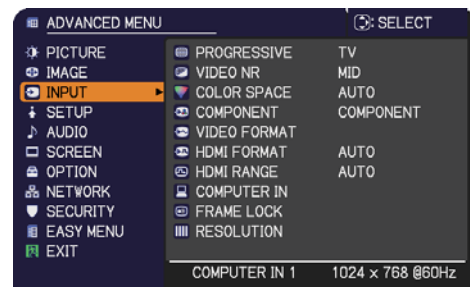 ADVANCED MENU : SELECT
PICTURE PROGRESSIVE TV
IMAGE VIDEO NR MID
INPUT COLOR SPACE AUTO
SETUP COMPONENT COMPONENT
AUDIO VIDEO FORMAT
SCREEN HDMI FORMAT AUTO
OPTION HDMI RANGE AUTO
NETWORK COMPUTER IN
SECURITY FRAME LOCK
EASY MENU RESOLUTION
EXIT
COMPUTER IN 1 1024 x 768 @60Hz